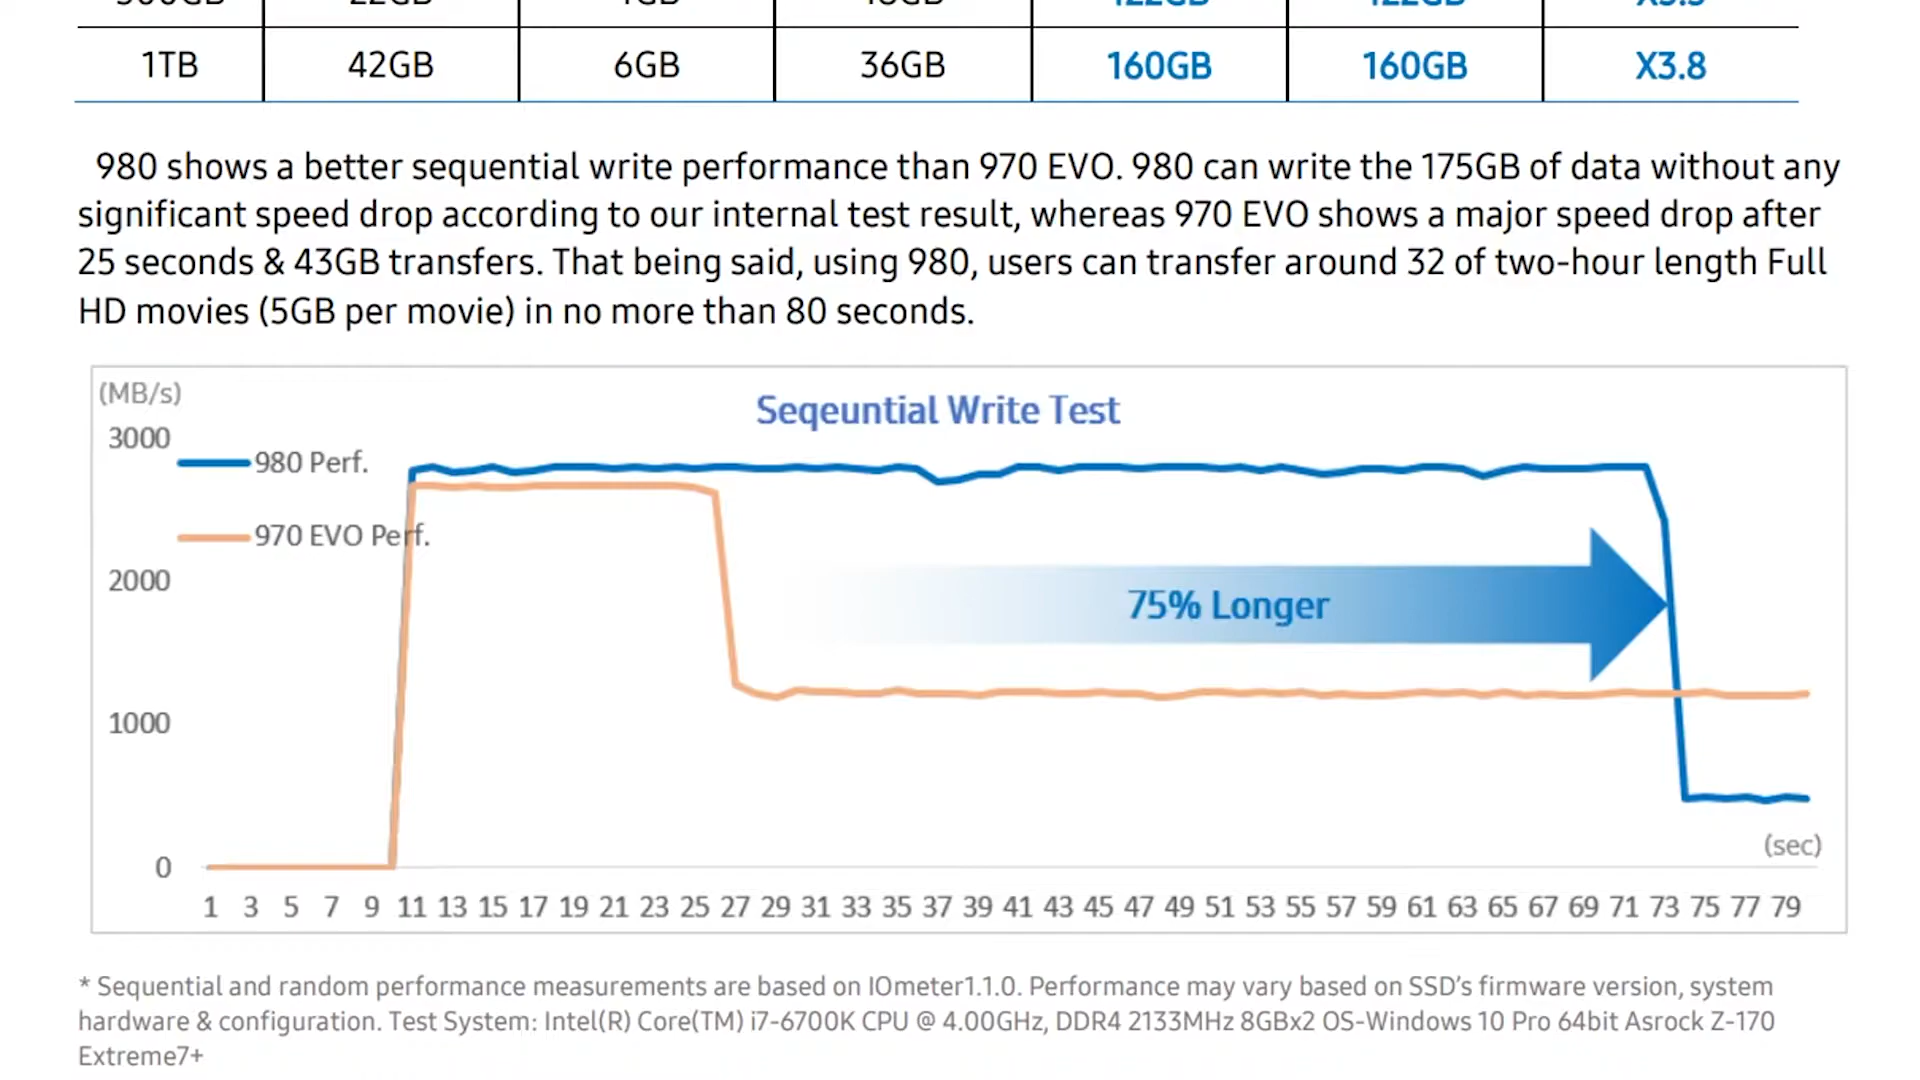 1TB 42GB 6GB 36GB 160GB 160GB X3.8
980 shows a better sequential write performance than 970 EVO. 980 can write the 175GB of data without any
significant speed drop according to our internal test result, whereas 970 EVO shows a major speed drop after
25 seconds & 43GB transfers. That being said, using 980, users can transfer around 32 of two-hour length Full
HD movies (5GB per movie) in no more than 80 seconds.
(MB/s)
Seqeuntial Write Test
3000
980 Perf.
970 EVO Perf.
2000
75% Longer
1000
(sec)
0
1 3 5 7 9 11 13 15 17 19 21 23 25 27 29 31 33 35 37 39 41 43 45 47 49 51 53 55 57 59 61 63 65 67 69 71 73 75 77 79
* Sequential and random performance measurements are based on IOmeter1.1.0. Performance may vary based on SSD’s firmware version, system
hardware & configuration. Test System: Intel(R) Core(TM) i7-6700K CPU @ 4.00GHz, DDR4 2133MHz 8GBx2 OS-Windows 10 Pro 64bit Asrock Z-170
Extreme7+